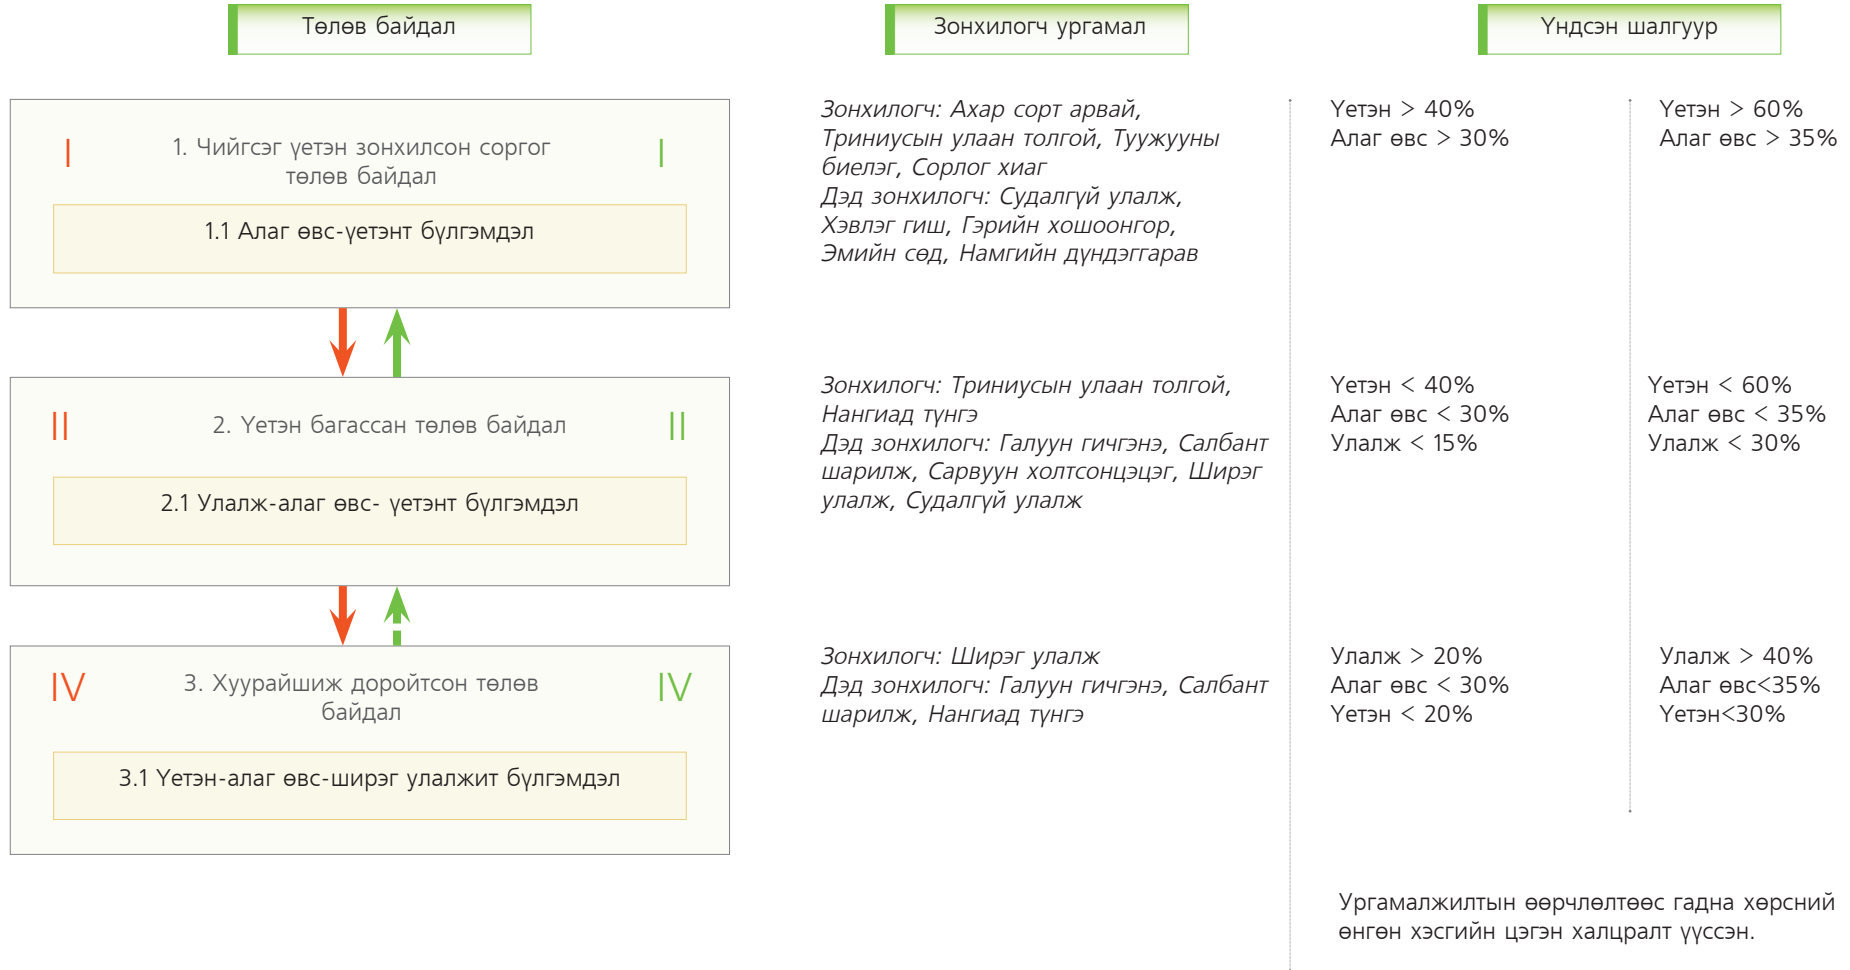 Төлөв байдал
Зонхилогч ургамал
Үндсэн шалгуур
I
1. Чийгсэг үетэн зонхилсон соргог
төлөв байдал
I
1.1 Алаг өвс-үетэнт бүлгэмдэл
Зонхилогч: Ахар сорт арвай,
Триниусын улаан толгой, Туужууны
биелэг, Сорлог хиаг
Дэд зонхилогч: Судалгүй улалж,
Хэвлэг гиш, Гэрийн хошоонгор,
Эмийн сөд, Намгийн дүндэггарав
Үетэн > 40%
Алаг өвс > 30%
Үетэн > 60%
Алаг өвс > 35%
II
2. Үетэн багассан төлөв байдал
II
2.1 Улалж-алаг өвс- үетэнт бүлгэмдэл
Зонхилогч: Триниусын улаан толгой,
Нангиад түнгэ
Дэд зонхилогч: Галуун гичгэнэ, Салбант
шарилж, Сарвуун холтсонцэцэг, Ширэг
улалж, Судалгүй улалж
Үетэн < 40%
Алаг өвс < 30%
Улалж < 15%
Үетэн < 60%
Алаг өвс < 35%
Улалж < 30%
IV
3. Хуурайшиж доройтсон төлөв
байдал
IV
3.1 Үетэн-алаг өвс-ширэг улалжит бүлгэмдэл
Зонхилогч: Ширэг улалж
Дэд зонхилогч: Галуун гичгэнэ, Салбант
шарилж, Нангиад түнгэ
Улалж > 20%
Алаг өвс < 30%
Үетэн < 20%
Улалж > 40%
Алаг өвс<35%
Үетэн<30%
Ургамалжилтын өөрчлөлтөөс гадна хөрсний
өнгөн хэсгийн цэгэн халцралт үүссэн.